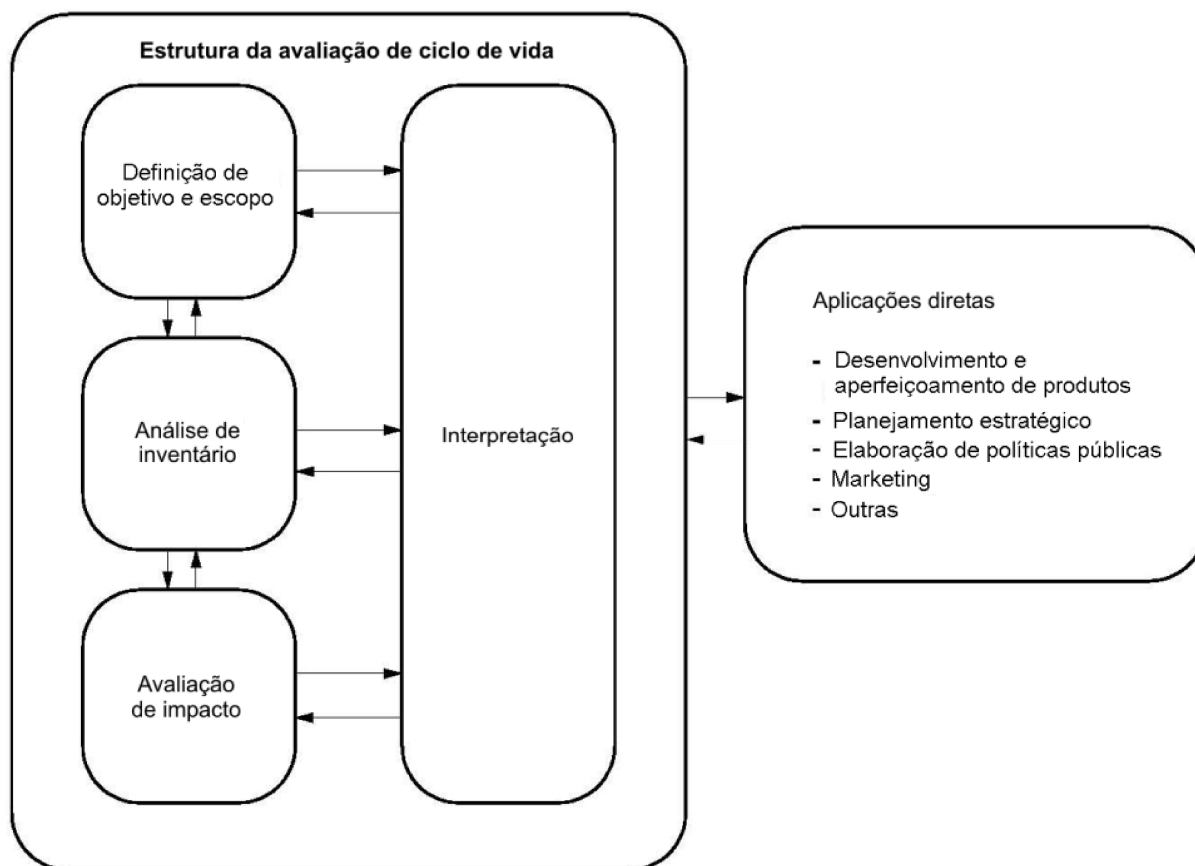 Estrutura da avaliação de ciclo de vida
Definição de
objetivo e escopo
Análise de
inventário
Avaliação
de impacto
Interpretação
Aplicações diretas
- Desenvolvimento e
aperfeiçoamento de produtos
- Planejamento estratégico
- Elaboração de políticas públicas
- Marketing
- Outras